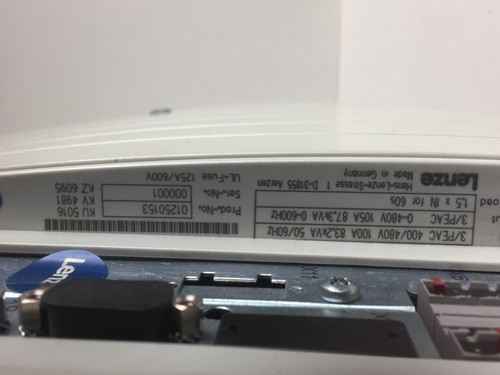 3/PEAC 400/480V 100A 83.2kVA 50/60Hz
3/PEAC 0-480V 105A 87.3kVA 0-600Hz
1,5 x IN for 60s
Lenze
Hans-Lenze-Strasse 1 D-31855 Aerzen
Made in Germany
Prod.-No. 01250153
Ser.-No. 000001
KU 5016
KV 4981
KZ 6095
UL-Fuse 125A/600V
Lenz